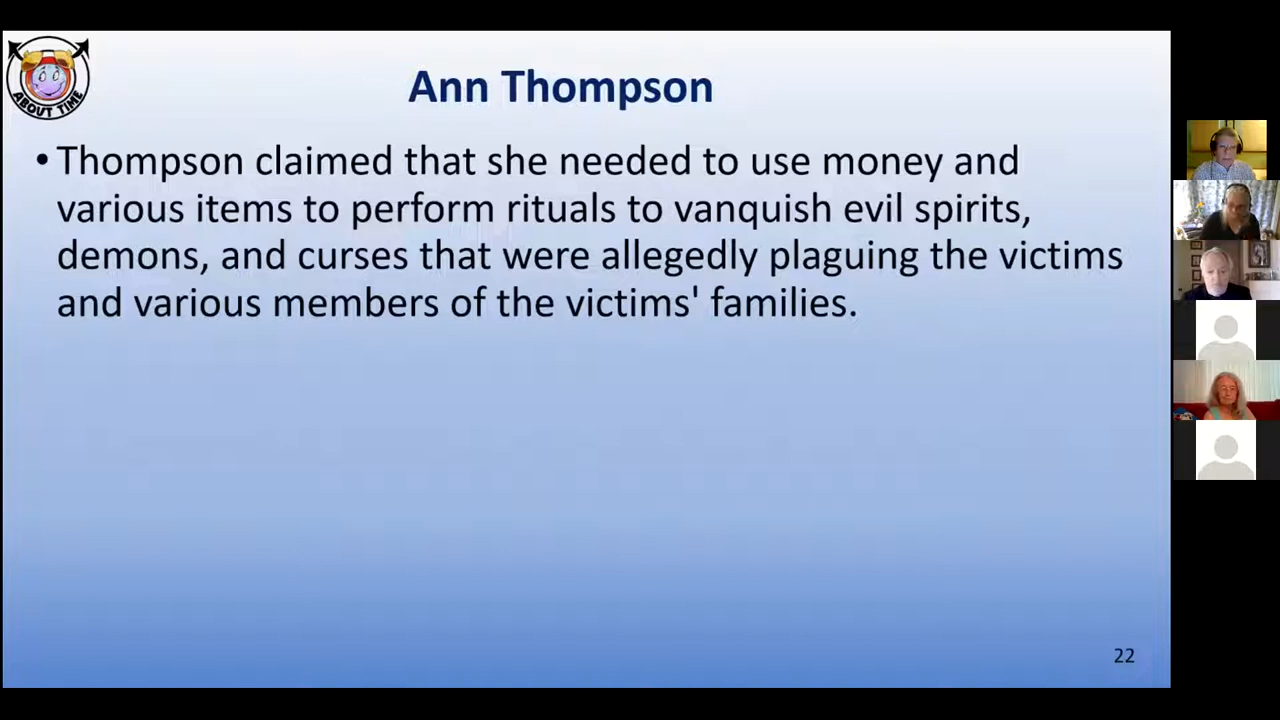 ABOUT TIME
Ann Thompson
• Thompson claimed that she needed to use money and
various items to perform rituals to vanquish evil spirits,
demons, and curses that were allegedly plaguing the victims
and various members of the victims' families.
22